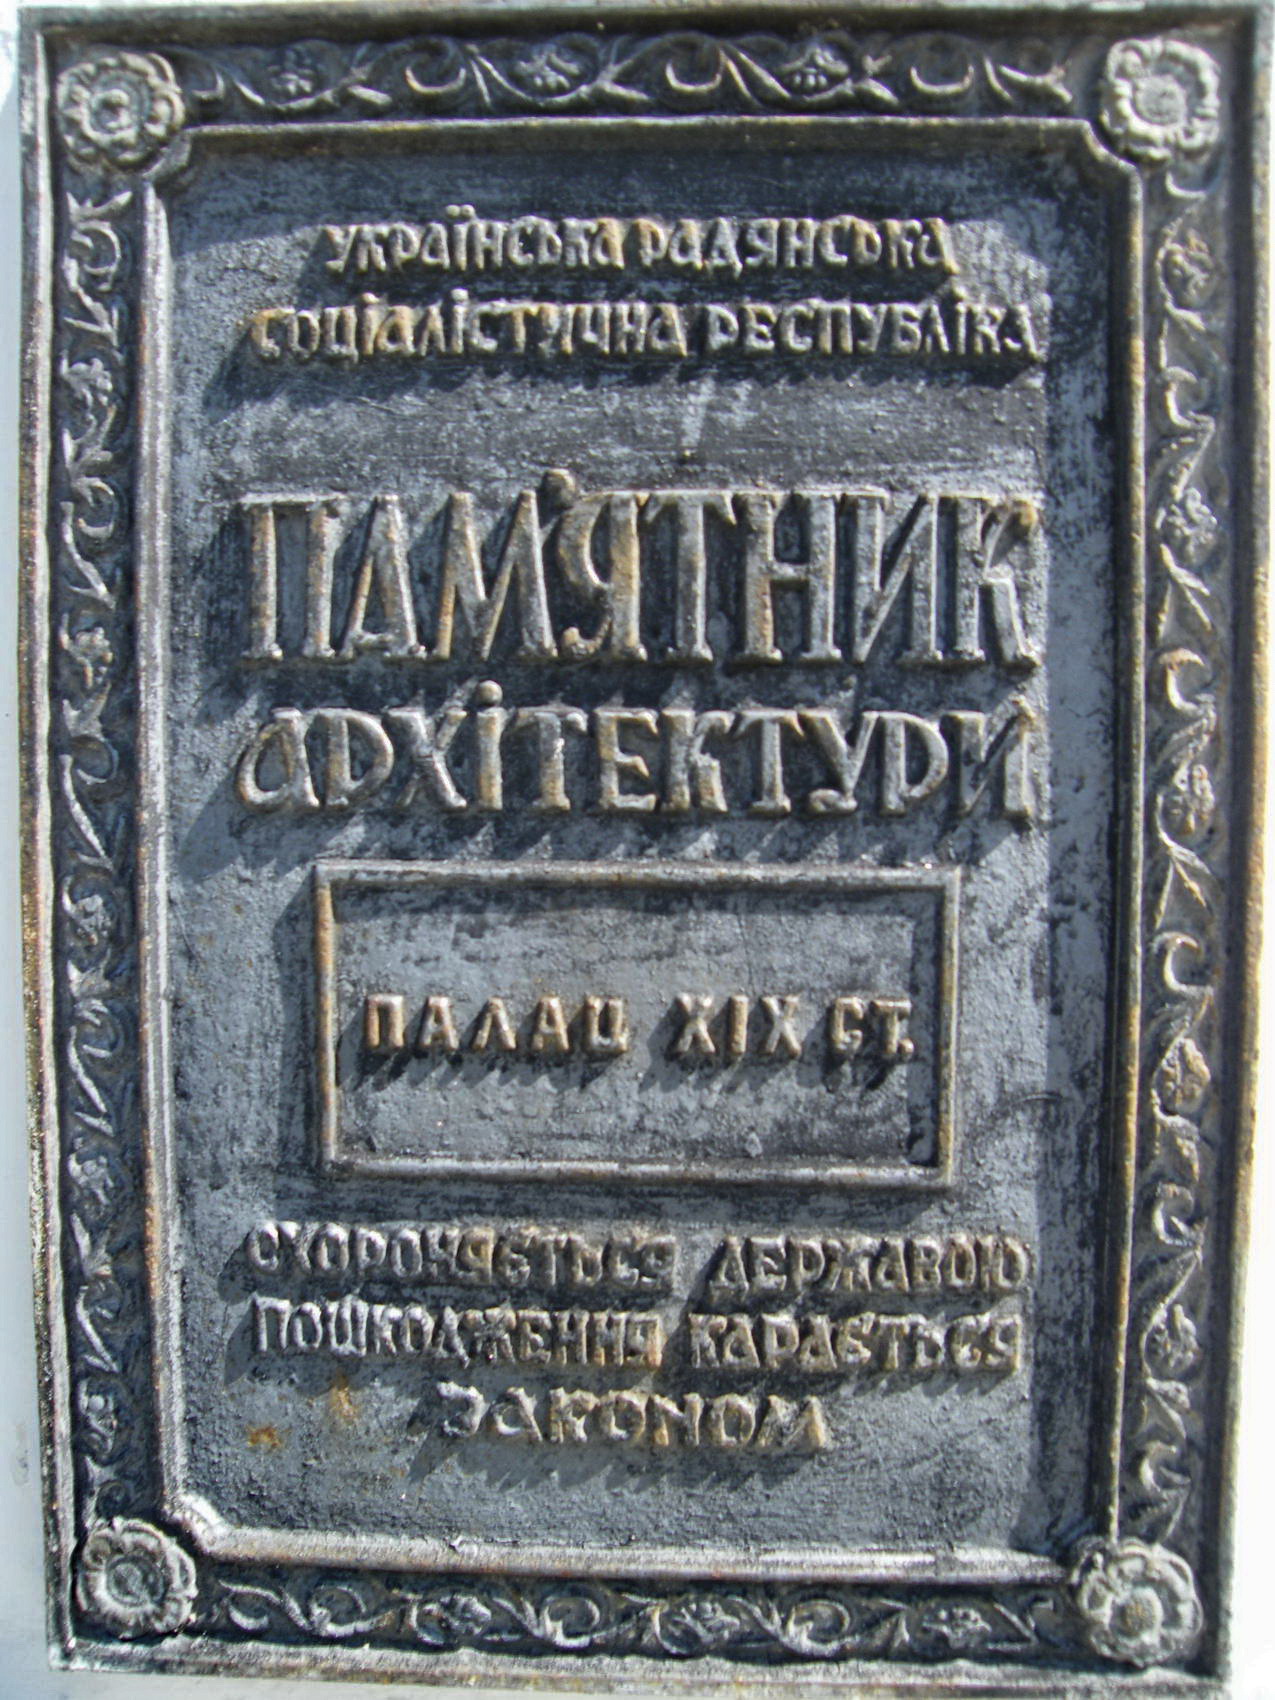 Українська Радянська
Соціалістична Республіка
ПАМ'ЯТНИК
АРХІТЕКТУРИ
ПАЛАЦ XIX СТ.
ОХОРОНЯЄТЬСЯ ДЕРЖАВОЮ
ПОШКОДЖЕННЯ КАРАЄТЬСЯ
ЗАКОНОМ